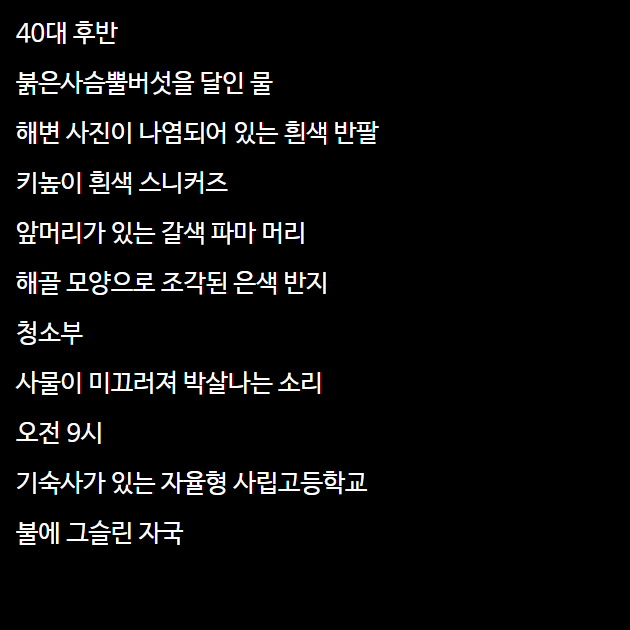 40대 후반
붉은사슴뿔버섯을 달인 물
해변 사진이 나염되어 있는 흰색 반팔
키높이 흰색 스니커즈
앞머리가 있는 갈색 파마 머리
해골 모양으로 조각된 은색 반지
청소부
사물이 미끄러져 박살나는 소리
오전 9시
기숙사가 있는 자율형 사립고등학교
불에 그슬린 자국